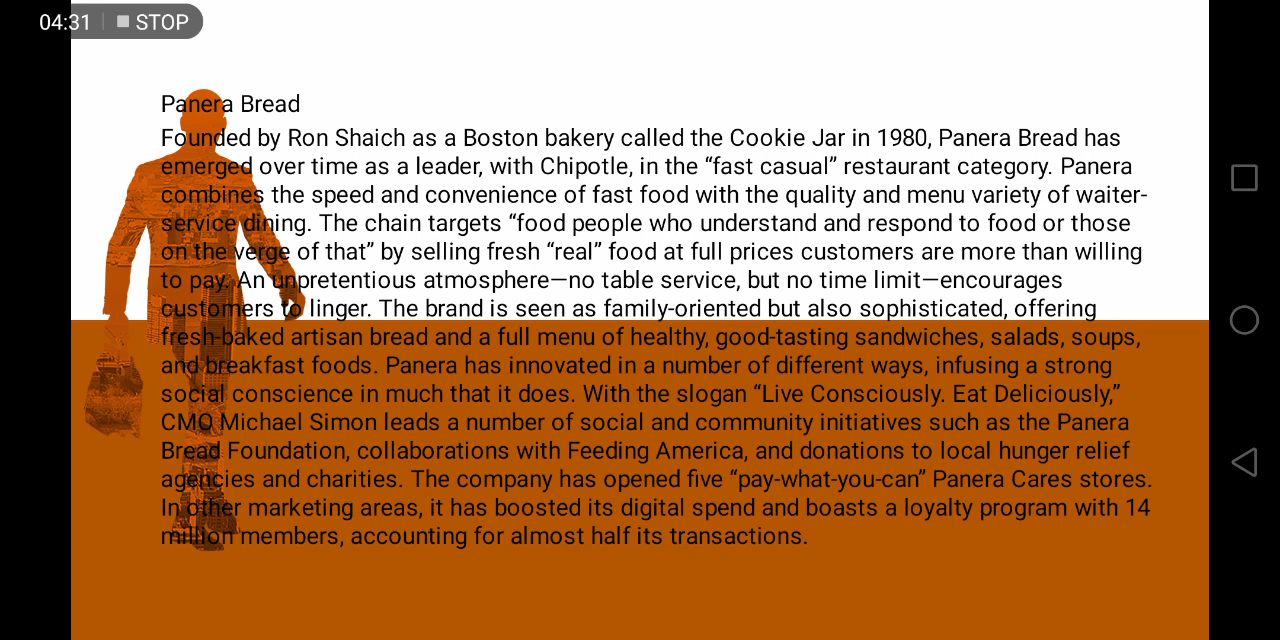 04:31 STOP
Panera Bread
Founded by Ron Shaich as a Boston bakery called the Cookie Jar in 1980, Panera Bread has
emerged over time as a leader, with Chipotle, in the “fast casual” restaurant category. Panera
combines the speed and convenience of fast food with the quality and menu variety of waiter-
service dining. The chain targets “food people who understand and respond to food or those
on the verge of that” by selling fresh “real” food at full prices customers are more than willing
to pay. An unpretentious atmosphere—no table service, but no time limit—encourages
customers to linger. The brand is seen as family-oriented but also sophisticated, offering
fresh-baked artisan bread and a full menu of healthy, good-tasting sandwiches, salads, soups,
and breakfast foods. Panera has innovated in a number of different ways, infusing a strong
social conscience in much that it does. With the slogan “Live Consciously. Eat Deliciously,”
CMO Michael Simon leads a number of social and community initiatives such as the Panera
Bread Foundation, collaborations with Feeding America, and donations to local hunger relief
agencies and charities. The company has opened five “pay-what-you-can” Panera Cares stores.
In other marketing areas, it has boosted its digital spend and boasts a loyalty program with 14
million members, accounting for almost half its transactions.